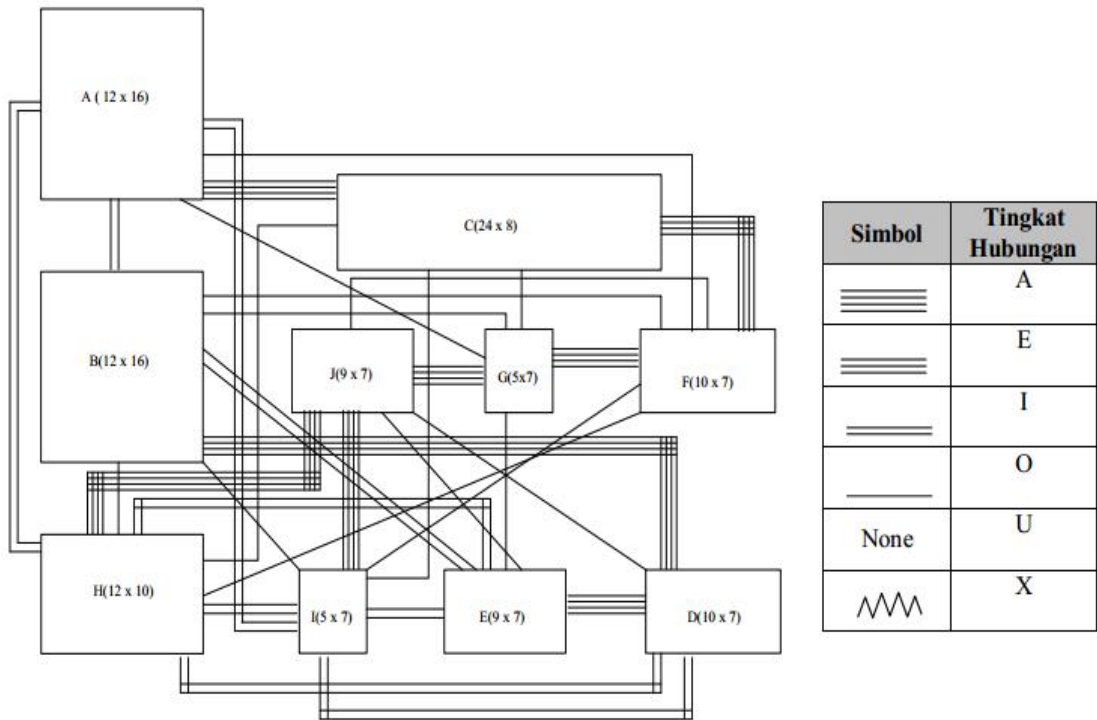 A ( 12 x 16)
C(24 x 8)
B(12 x 16)
J(9 x 7)
G(5x7)
F(10 x 7)
H(12 x 10)
I(5 x 7)
E(9 x 7)
D(10 x 7)
Simbol
Tingkat
Hubungan
A
E
I
O
None
U
X